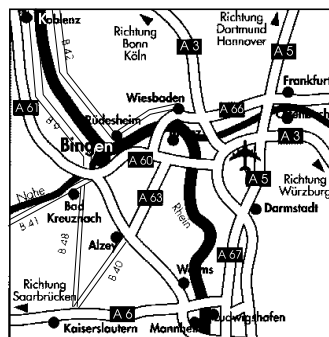 Koblenz
Richtung
Bonn
Köln
Richtung
Dortmund
Hannover
B 42
A 3
A 5
Frankfurt
A 61
B 9
Wiesbaden
A 66
Rüdesheim
Bingen
A 3
A 60
Nahe
A 63
A 5
Richtung
Würzburg
Bad
Kreuznach
B 41
Rhein
Darmstadt
B 48
Alzey
A 67
B 40
Worms
Richtung
Saarbrücken
A 6
Kaiserslautern
Mannheim
Ludwigshafen